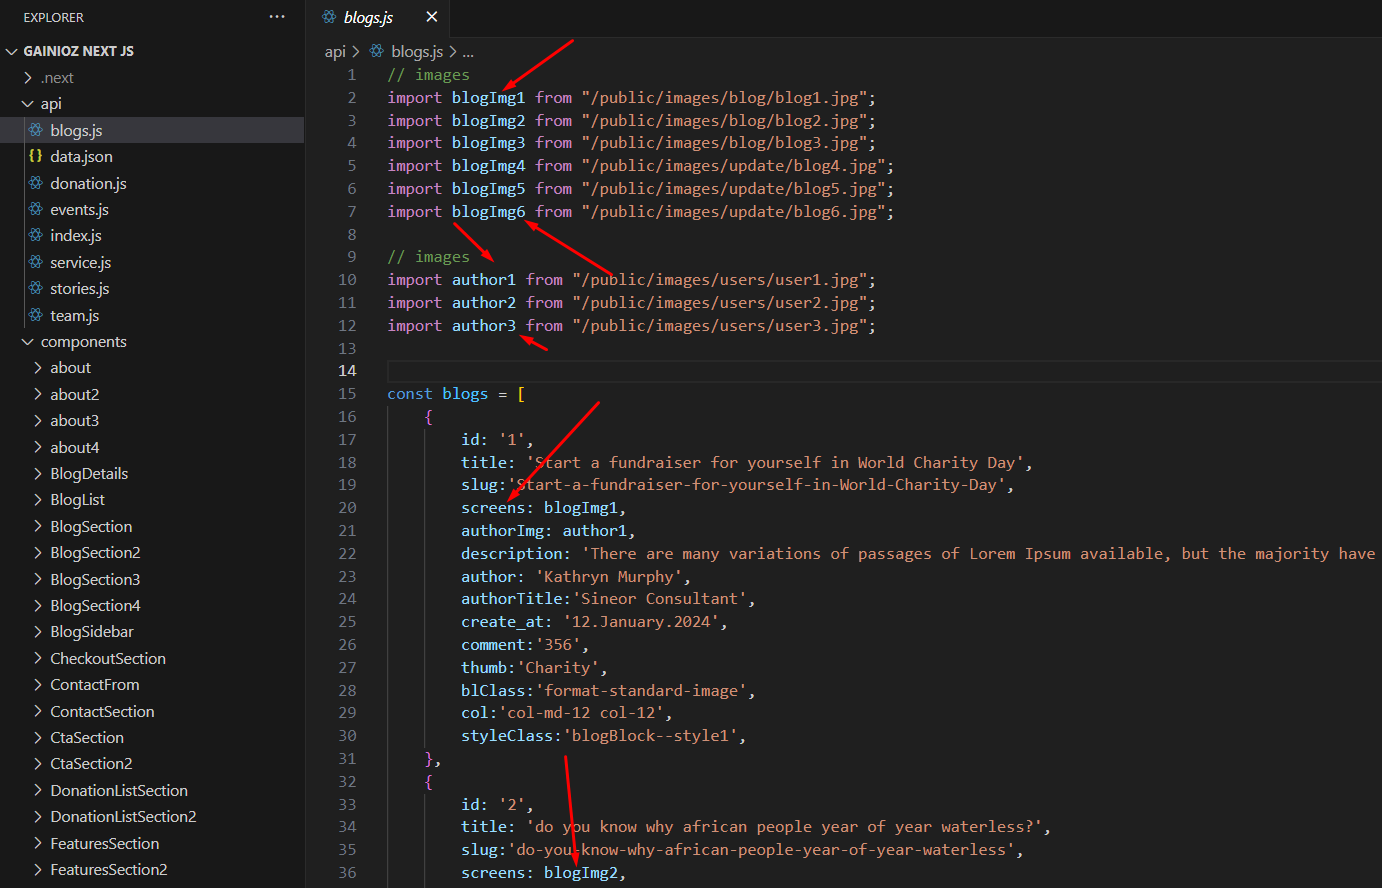 EXPLORER
...
GAINIOZ NEXT JS
.next
api
blogs.js
{} data.json
donation.js
events.js
index.js
service.js
stories.js
team.js
components
about
about2
about3
about4
BlogDetails
BlogList
BlogSection
BlogSection2
BlogSection3
BlogSection4
BlogSidebar
CheckoutSection
ContactFrom
ContactSection
CtaSection
CtaSection2
DonationListSection
DonationListSection2
FeaturesSection
FeaturesSection2
blogs.js
api > blogs.js > ...
1 // images
2 import blogImg1 from "/public/images/blog/blog1.jpg";
3 import blogImg2 from "/public/images/blog/blog2.jpg";
4 import blogImg3 from "/public/images/blog/blog3.jpg";
5 import blogImg4 from "/public/images/update/blog4.jpg";
6 import blogImg5 from "/public/images/update/blog5.jpg";
7 import blogImg6 from "/public/images/update/blog6.jpg";
8
9 // images
10 import author1 from "/public/images/users/user1.jpg";
11 import author2 from "/public/images/users/user2.jpg";
12 import author3 from "/public/images/users/user3.jpg";
13
14
15 const blogs = [
16 {
17 id: '1',
18 title: 'Start a fundraiser for yourself in World Charity Day',
19 slug:'Start-a-fundraiser-for-yourself-in-World-Charity-Day',
20 screens: blogImg1,
21 authorImg: author1,
22 description: 'There are many variations of passages of Lorem Ipsum available, but the majority have
23 author: 'Kathryn Murphy',
24 authorTitle:'Sineor Consultant',
25 create_at: '12.January.2024',
26 comment:'356',
27 thumb:'Charity',
28 blClass:'format-standard-image',
29 col:'col-md-12 col-12',
30 styleClass:'blogBlock--style1',
31 },
32 {
33 id: '2',
34 title: 'do you know why african people year of year waterless?',
35 slug:'do-you-know-why-african-people-year-of-year-waterless',
36 screens: blogImg2,